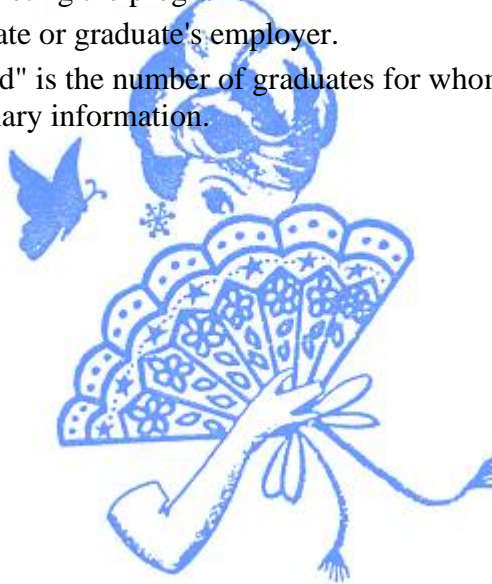 ate or graduate's employer.
d" is the number of graduates for whom
ary information.